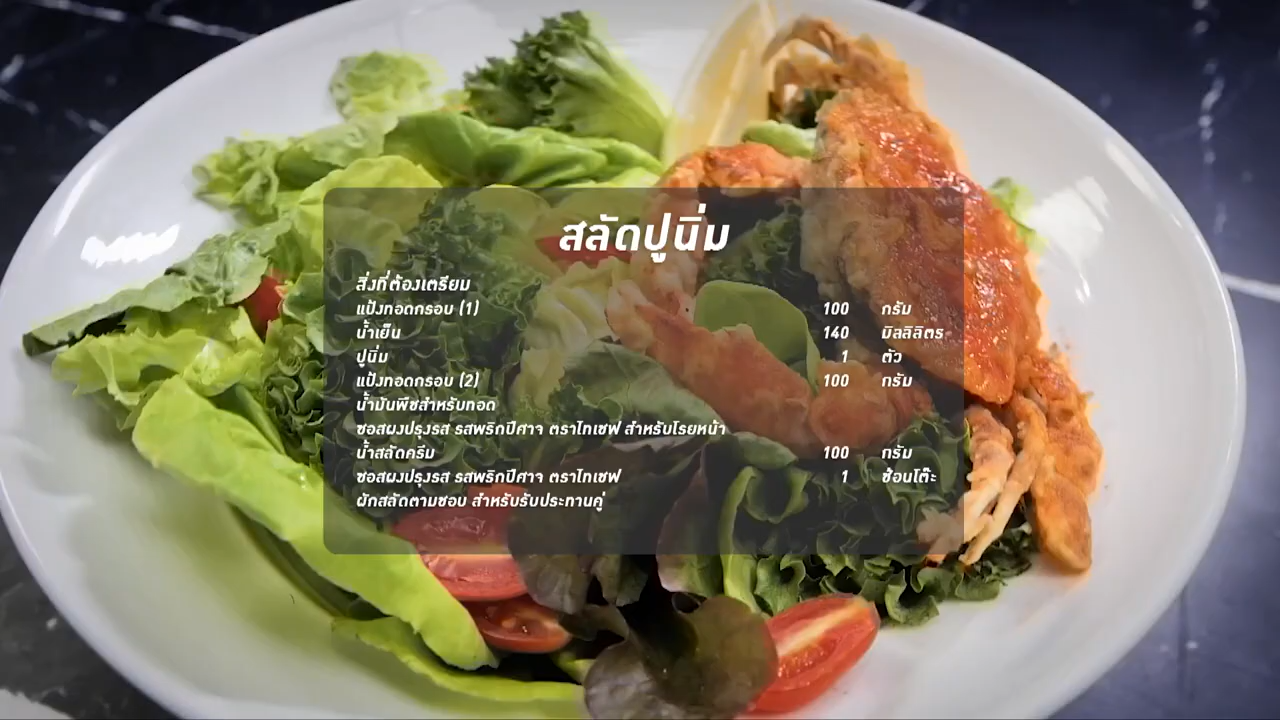 สลัดปูนิ่ม
สิ่งที่ต้องเตรียม
แป้งทอดกรอบ (1) 100 กรัม
น้ำเย็น 140 มิลลิลิตร
ปูนิ่ม 1 ตัว
แป้งทอดกรอบ (2) 100 กรัม
น้ำมันพืชสำหรับทอด
ซอสผงปรุงรส รสพริกปีศาจ ตราไทเชฟ สำหรับโรยหน้า
น้ำสลัดครีม 100 กรัม
ซอสผงปรุงรส รสพริกปีศาจ ตราไทเชฟ 1 ช้อนโต๊ะ
ผักสลัดตามชอบ สำหรับรับประทานคู่